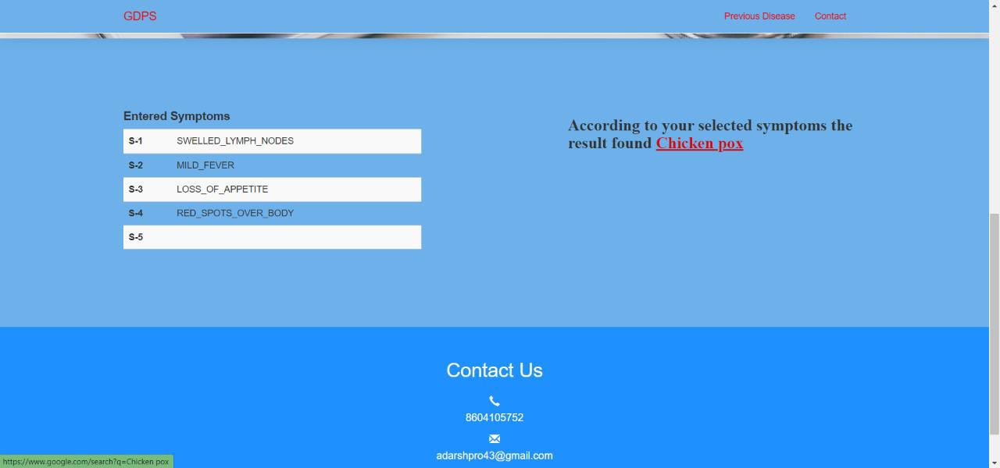 GDPS
Previous Disease Contact
Entered Symptoms
S-1 SWELLED_LYMPH_NODES
S-2 MILD_FEVER
S-3 LOSS_OF_APPETITE
S-4 RED_SPOTS_OVER_BODY
S-5
According to your selected symptoms the
result found Chicken pox
Contact Us
8604105752
adarshpro43@gmail.com
https://www.google.com/search?q=Chicken pox